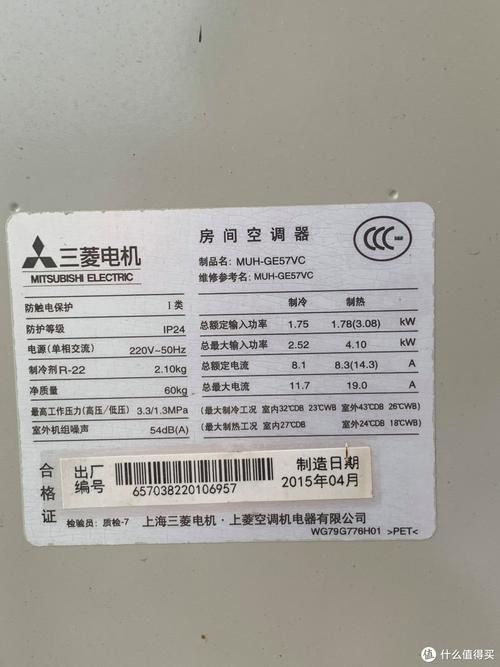 三菱电机
MITSUBISHI ELECTRIC
房间空调器
制品名: MUH-GE57VC
维修参考名: MUH-GE57VC
CCC
防触电保护 I 类
防护等级 IP24
电源(单相交流) 220V~50Hz
制冷剂 R-22 2.10kg
净质量 60kg
最高工作压力(高压/低压) 3.3/1.3MPa
室外机组噪声 54dB(A)
制冷 制热
总额定输入功率 1.75 1.78(3.08) kW
总最大输入功率 2.52 4.10 kW
总额定电流 8.1 8.3(14.3) A
总最大电流 11.7 19.0 A
(最大制冷工况 室内32℃DB 23℃WB 室外43℃DB 26℃WB)
(最大制热工况 室内27℃DB 室外24℃DB 18℃WB)
合格证
出厂编号
657038220106957
制造日期
2015年04月
检验员: 质检-7 上海三菱电机·上菱空调机电器有限公司
WG79G776H01 >PET<
值 什么值得买